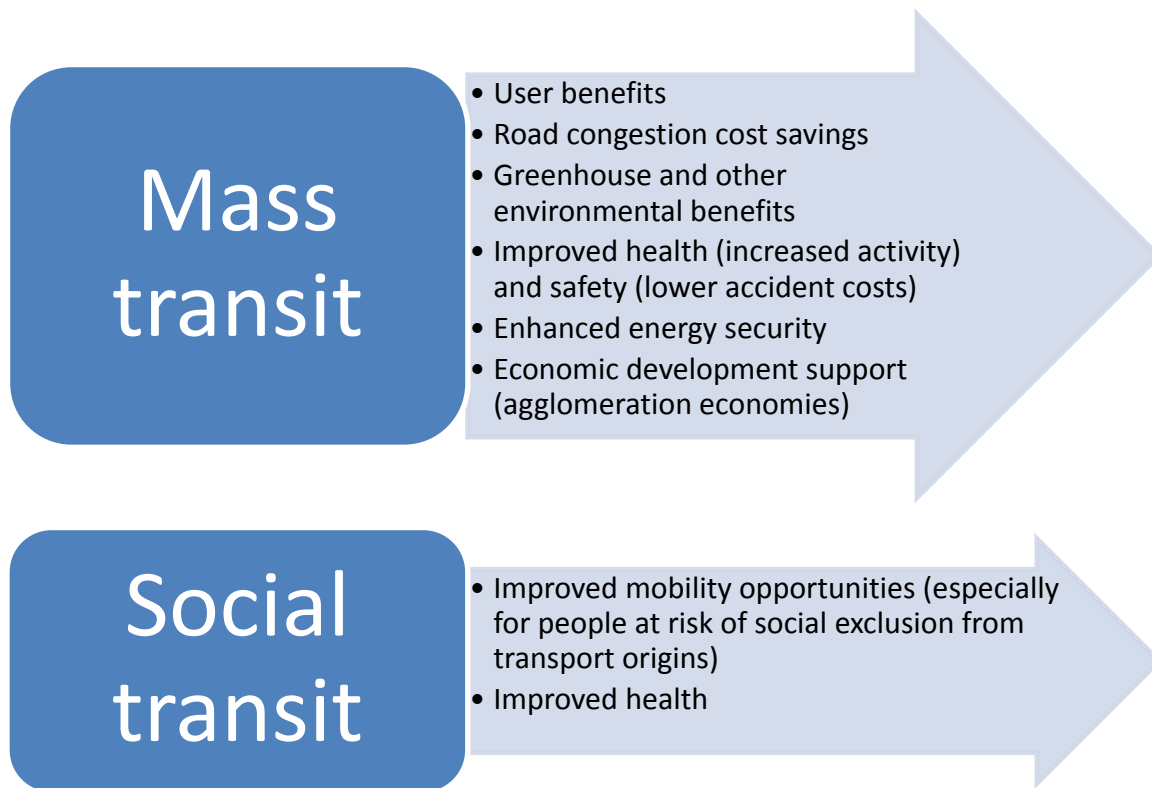 Mass
transit
• User benefits
• Road congestion cost savings
• Greenhouse and other
environmental benefits
• Improved health (increased activity)
and safety (lower accident costs)
• Enhanced energy security
• Economic development support
(agglomeration economies)
Social
transit
• Improved mobility opportunities (especially
for people at risk of social exclusion from
transport origins)
• Improved health